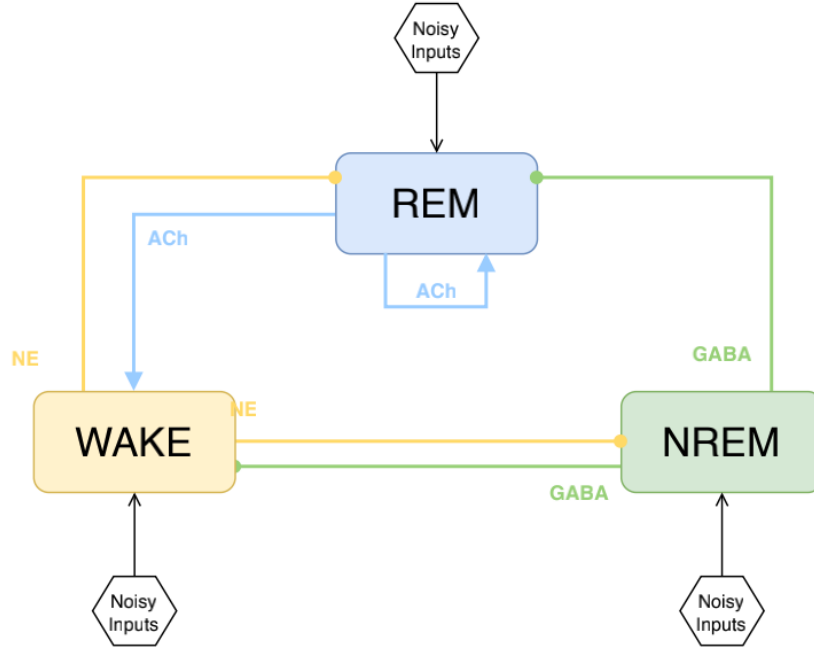 Noisy
Inputs
REM
ACh
ACh
NE
GABA
NE
WAKE
NREM
GABA
Noisy
Inputs
Noisy
Inputs